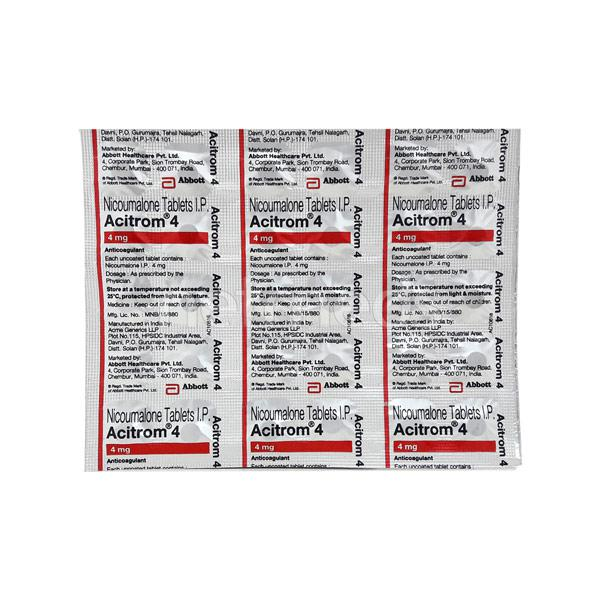 Davni, P.O. Gurumajra, Tehsil Nalagarh,
Distt. Solan (H.P.)-174 101.
Marketed by:
Abbott Healthcare Pvt. Ltd.
4, Corporate Park, Sion Trombay Road,
Chembur, Mumbai - 400 071, India.
® Regd. Trade Mark
of Abbott Healthcare Pvt. Ltd.
Abbott
Acitrom 4
Davni, P.O. Gurumajra, Tehsil Nalagarh,
Distt. Solan (H.P.)-174 101.
Marketed by:
Abbott Healthcare Pvt. Ltd.
4, Corporate Park, Sion Trombay Road,
Chembur, Mumbai - 400 071, India.
® Regd. Trade Mark
of Abbott Healthcare Pvt. Ltd.
Abbott
Acitrom 4
Davni, P.O. Gurumajra, Tehsil Nalagarh,
Distt. Solan (H.P.)-174 101.
Marketed by:
Abbott Healthcare Pvt. Ltd.
4, Corporate Park, Sion Trombay Road,
Chembur, Mumbai - 400 071, India.
® Regd. Trade Mark
of Abbott Healthcare Pvt. Ltd.
Abbott
Acitrom 4
Nicoumalone Tablets I.P.
Acitrom® 4
4 mg
Anticoagulant
Each uncoated tablet contains :
Nicoumalone I.P. 4 mg
Dosage : As prescribed by the
Physician.
Store at a temperature not exceeding
25°C, protected from light & moisture.
Medicine : Keep out of reach of children.
Mfg. Lic. No. : MNB/15/880
Manufactured in India by:
Acme Generics LLP
Plot No.115, HPSIDC Industrial Area,
Davni, P.O. Gurumajra, Tehsil Nalagarh,
Distt. Solan (H.P.)-174 101.
Marketed by:
Abbott Healthcare Pvt. Ltd.
4, Corporate Park, Sion Trombay Road,
Chembur, Mumbai - 400 071, India.
® Regd. Trade Mark
of Abbott Healthcare Pvt. Ltd.
Abbott
Acitrom 4
Acitrom 4
Nicoumalone Tablets I.P.
Acitrom® 4
4 mg
Anticoagulant
Each uncoated tablet contains :
Nicoumalone I.P. 4 mg
Dosage : As prescribed by the
Physician.
Store at a temperature not exceeding
25°C, protected from light & moisture.
Medicine : Keep out of reach of children.
Mfg. Lic. No. : MNB/15/880
Manufactured in India by:
Acme Generics LLP
Plot No.115, HPSIDC Industrial Area,
Davni, P.O. Gurumajra, Tehsil Nalagarh,
Distt. Solan (H.P.)-174 101.
Marketed by:
Abbott Healthcare Pvt. Ltd.
4, Corporate Park, Sion Trombay Road,
Chembur, Mumbai - 400 071, India.
® Regd. Trade Mark
of Abbott Healthcare Pvt. Ltd.
Abbott
Acitrom 4
Acitrom 4
Nicoumalone Tablets I.P.
Acitrom® 4
4 mg
Anticoagulant
Each uncoated tablet contains :
Nicoumalone I.P. 4 mg
Dosage : As prescribed by the
Physician.
Store at a temperature not exceeding
25°C, protected from light & moisture.
Medicine : Keep out of reach of children.
Mfg. Lic. No. : MNB/15/880
Manufactured in India by:
Acme Generics LLP
Plot No.115, HPSIDC Industrial Area,
Davni, P.O. Gurumajra, Tehsil Nalagarh,
Distt. Solan (H.P.)-174 101.
Marketed by:
Abbott Healthcare Pvt. Ltd.
4, Corporate Park, Sion Trombay Road,
Chembur, Mumbai - 400 071, India.
® Regd. Trade Mark
of Abbott Healthcare Pvt. Ltd.
Abbott
Acitrom 4
Acitrom 4
Nicoumalone Tablets I.P.
Acitrom® 4
4 mg
Anticoagulant
Each uncoated tablet contains :
Acitrom 4
Nicoumalone Tablets I.P.
Acitrom® 4
4 mg
Anticoagulant
Each uncoated tablet contains :
Acitrom 4
Nicoumalone Tablets I.P.
Acitrom® 4
4 mg
Anticoagulant
Each uncoated tablet contains :
Acitrom 4